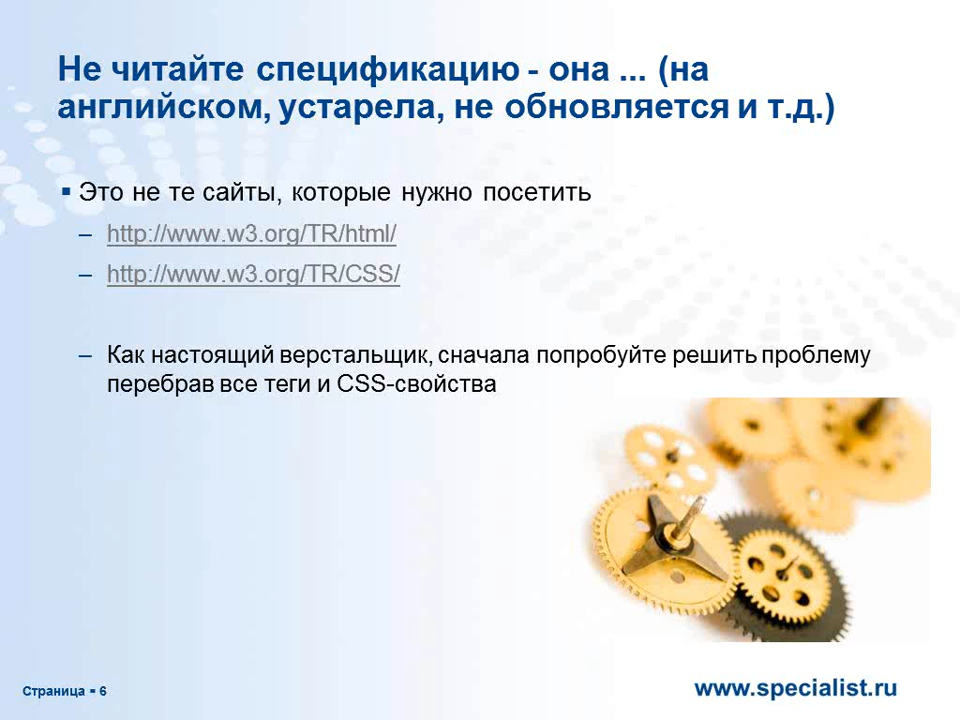 Не читайте спецификацию - она ... (на
английском, устарела, не обновляется и т.д.)
▪ Это не те сайты, которые нужно посетить
– http://www.w3.org/TR/html/
– http://www.w3.org/TR/CSS/
– Как настоящий верстальщик, сначала попробуйте решить проблему
перебрав все теги и CSS-свойства
Страница ▪ 6
www.specialist.ru